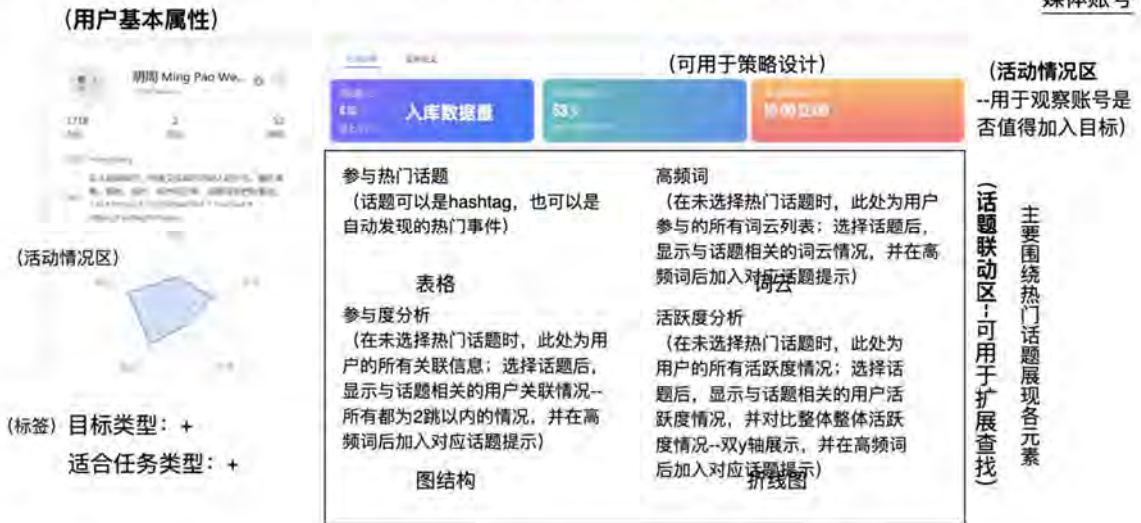 媒体账号
(用户基本属性)
明周 Ming Pao We...
1718
2
52
(可用于策略设计)
入库数据量
(活动情况区
--用于观察账号是
否值得加入目标)
参与热门话题
(话题可以是hashtag，也可以是
自动发现的热门事件)
表格
高频词
(在未选择热门话题时，此处为用户
参与的所有词云列表；选择话题后，
显示与话题相关的词云情况，并在高
频词后加入对应话题提示)
词云
(活动情况区)
参与度分析
(在未选择热门话题时，此处为用
户的所有关联信息；选择话题后，
显示与话题相关的用户关联情况--
所有都为2跳以内的情况，并在高
频词后加入对应话题提示)
图结构
活跃度分析
(在未选择热门话题时，此处为
用户的所有活跃度情况；选择话
题后，显示与话题相关的用户活
跃度情况，并对比整体整体活跃
度情况--双y轴展示，并在高频词
后加入对应话题提示)
折线图
(话题联动区--可用于扩展查找)
主要围绕热门话题展现各元素
(标签) 目标类型：+
适合任务类型：+